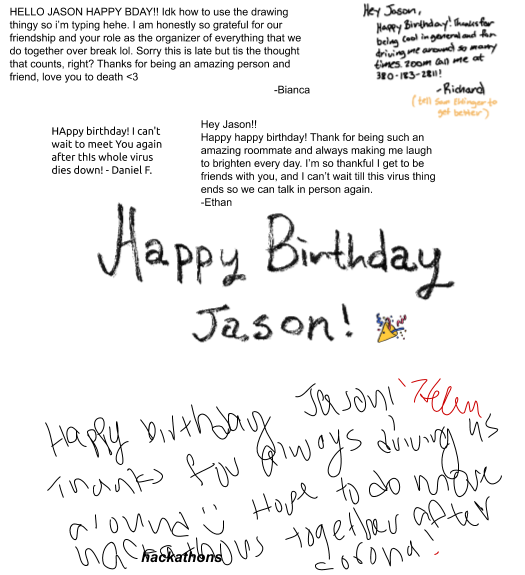 HELLO JASON HAPPY BDAY!! Idk how to use the drawing
thingy so i'm typing hehe. I am honestly so grateful for our
friendship and your role as the organizer of everything that we
do together over break lol. Sorry this is late but tis the thought
that counts, right? Thanks for being an amazing person and
friend, love you to death <3
-Bianca
Hey Jason,
Happy Birthday! Thanks for
being cool in general and for
driving me around so many
times. Zoom call me at
380-183-2811!
-Richard
(tell Sam to
get better)
HAppy birthday! I can't
wait to meet You again
after thIs whole virus
dies down! - Daniel F.
Hey Jason!!
Happy happy birthday! Thank for being such an
amazing roommate and always making me laugh
to brighten every day. I'm so thankful I get to be
friends with you, and I can't wait till this virus thing
ends so we can talk in person again.
-Ethan
Happy Birthday
Jason!
Happy birthday Jason! Helen
Thanks for always driving us
around Hope to do more
hackathons together after
corona!
hackathons